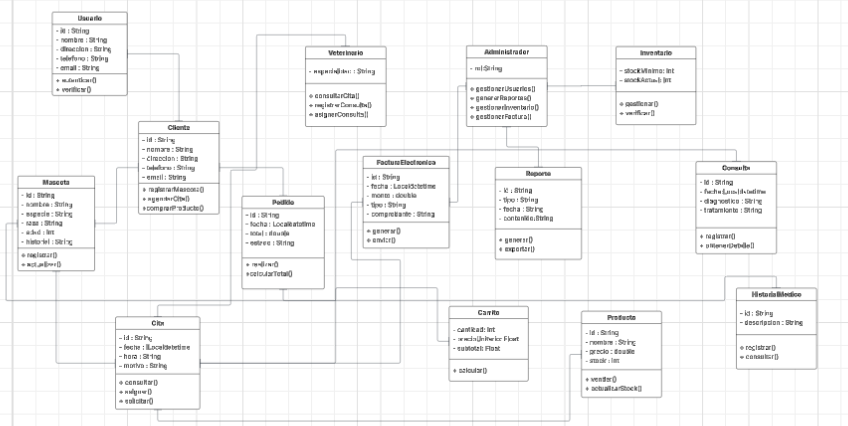 Usuario
- id : String
- nombre : String
- direccion : String
- telefono : String
- email : String
+ autenticar()
+ verificar()
Veterinario
- especialidad : String
+ consultarCita()
+ registrarConsulta()
+ asignarConsulta()
Administrador
- rol:String
+ gestionarUsuarios()
+ generarReportes()
+ gestionarInventario()
+ gestionarFactura()
Inventario
- stockMinimo: Int
- stockActual: Int
+ gestionar()
+ verificar()
Cliente
- id : String
- nombre : String
- direccion : String
- telefono : String
- email : String
+ registrarMascota()
+ agendarCita()
+comprarProducto()
Mascota
- id : String
- nombre : String
- especie : String
- raza : String
- edad : int
- historial : String
+ registrar()
+ actualizar()
Pedido
- id : String
- fecha : Localdatetime
- total : double
- estado : String
+ realizar()
+calcularTotal()
FacturaElectronica
- id : String
- fecha : Localdatetime
- monto : double
- tipo : String
- comprobante : String
+ generar()
+ enviar()
Reporte
- id : String
- tipo : String
- fecha : String
- contenido:String
+ generar()
+ exportar()
Consulta
- id : String
- fecha:Localdatetime
- diagnostico : String
- tratamiento : String
+ registrar()
+ obtenerDetalle()
HistorialMedico
- id : String
- descripcion : String
+ registrar()
+ consultar()
Cita
- id : String
- hora : String
- motivo : String
+ consultar()
+ solicitar()
Carrito
- cantidad: int
- precioUnitario: Float
- subtotal: Float
+ calcular()
Producto
- id : String
- nombre : String
- precio : double
- stock : int
+ vender()
+ actualizarStock()